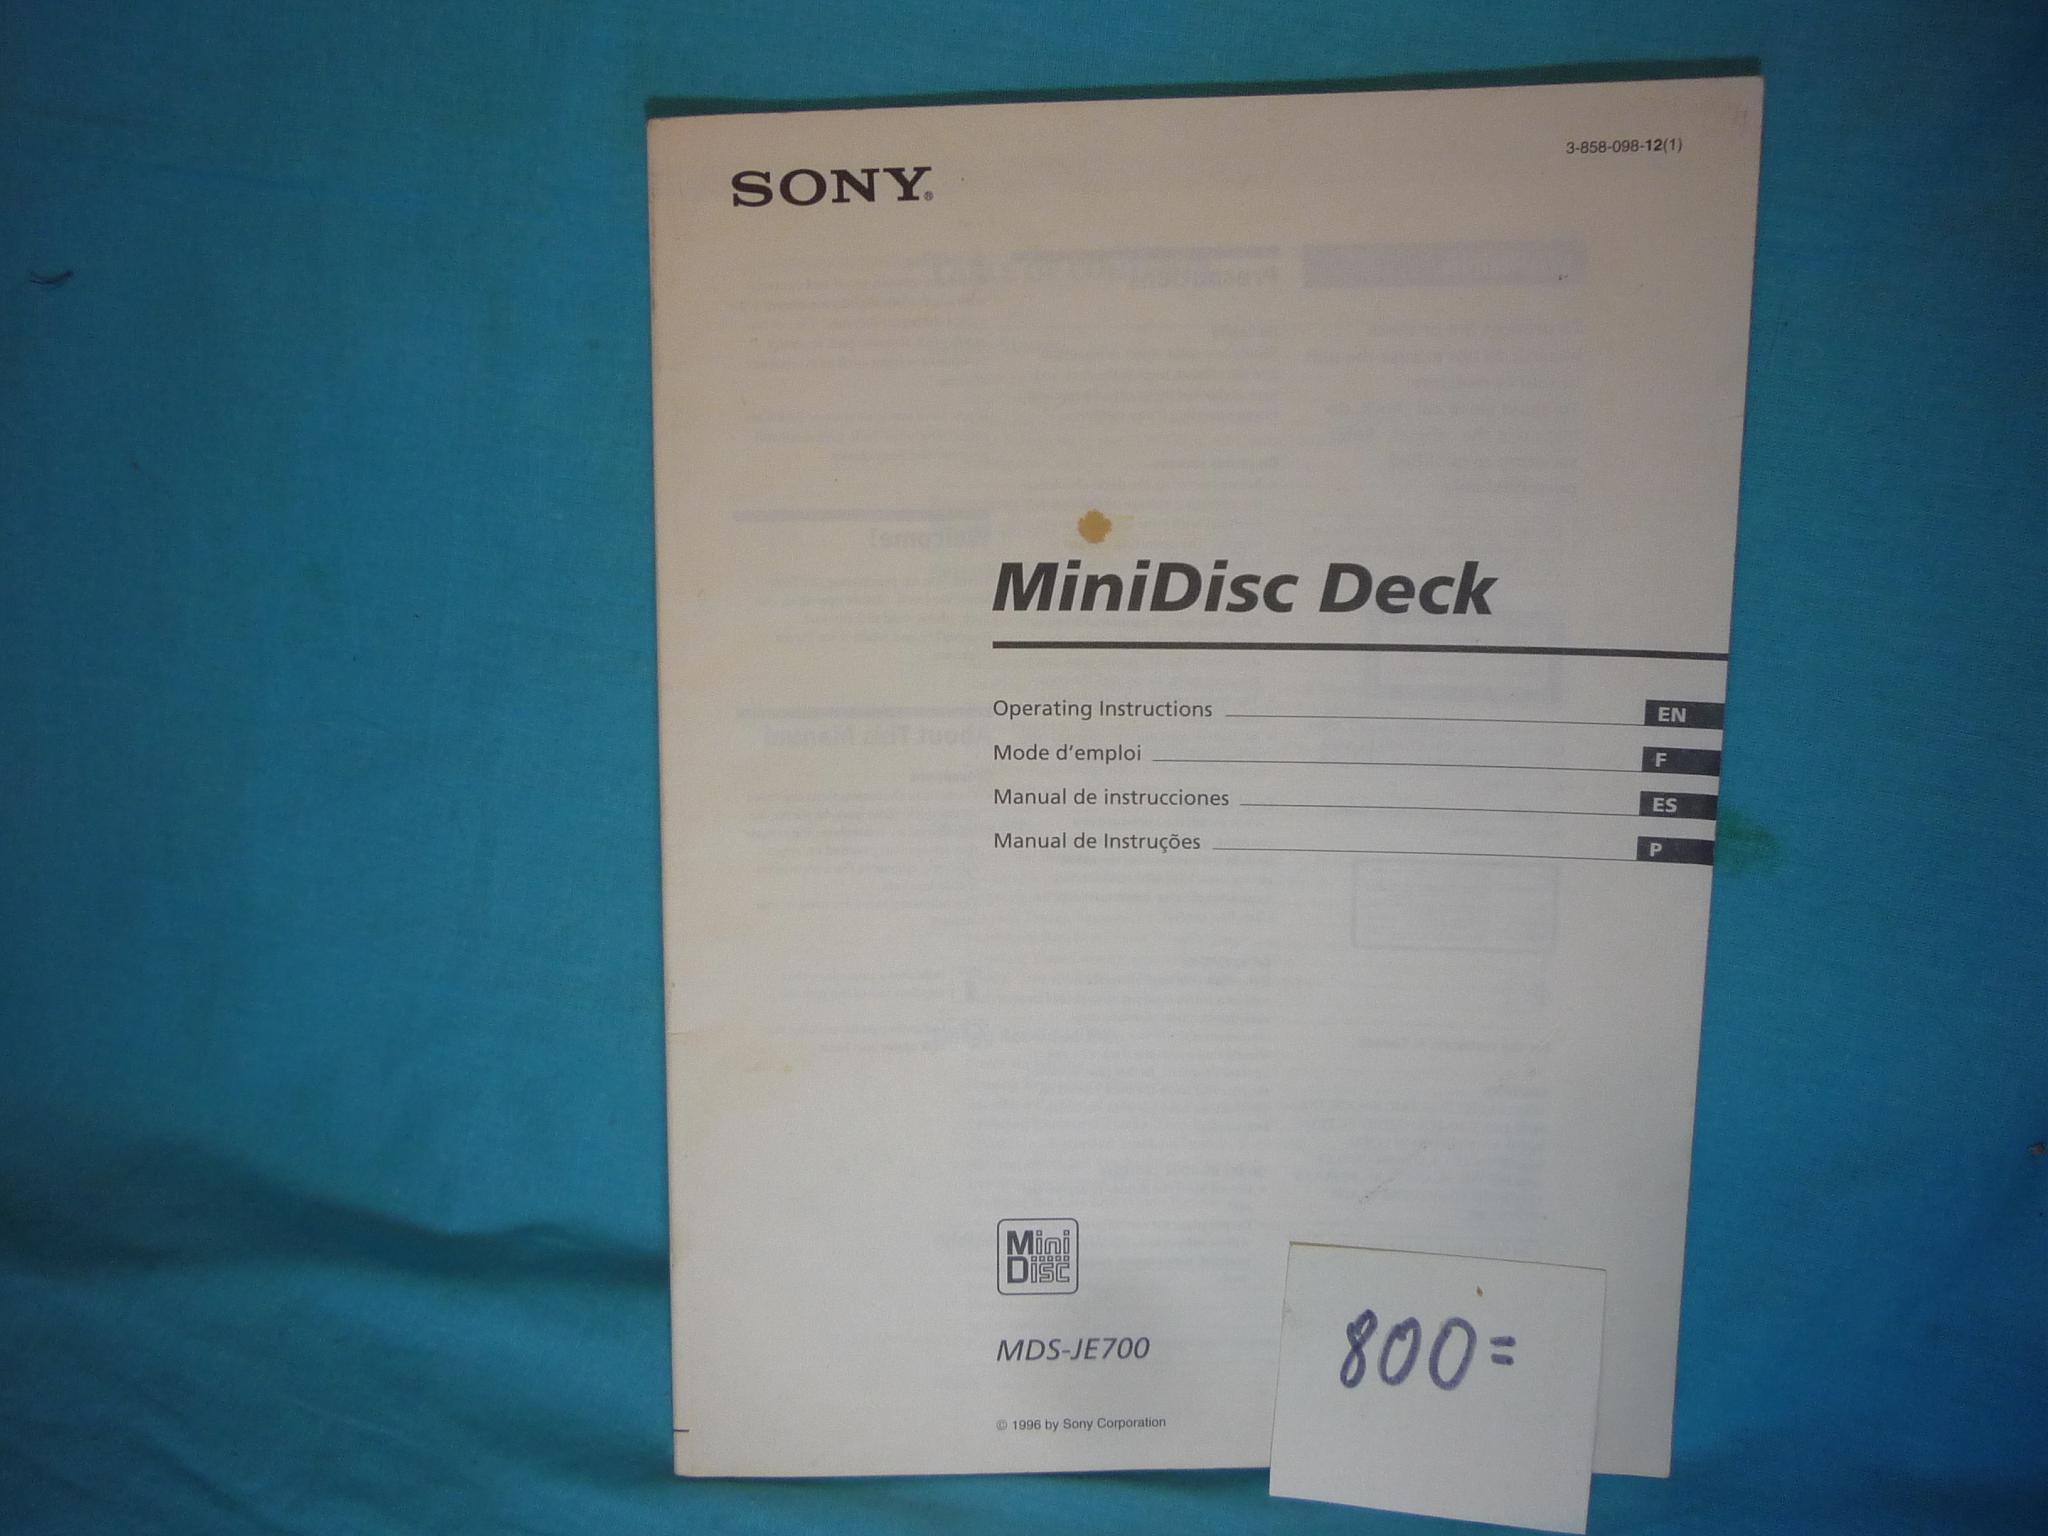 SONY®
3-858-098-12(1)
MiniDisc Deck
Operating Instructions EN
Mode d'emploi F
Manual de instrucciones ES
Manual de Instruções P
Mini
Disc
MDS-JE700
© 1996 by Sony Corporation
800=